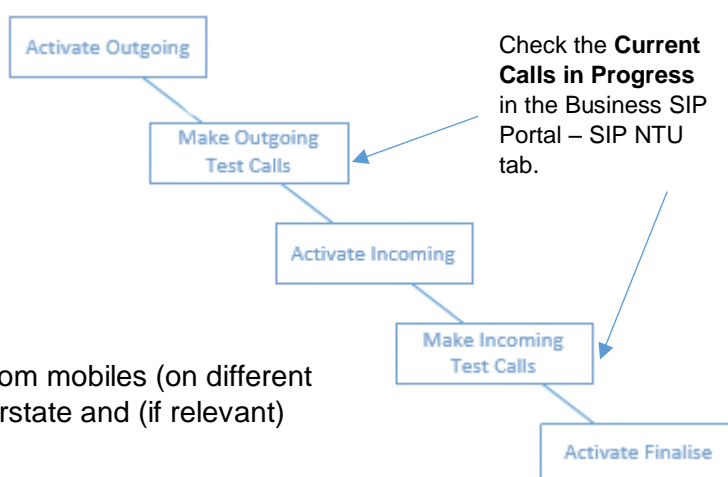 Activate Outgoing
Check the Current
Calls in Progress
in the Business SIP
Portal – SIP NTU
tab.
Make Outgoing
Test Calls
Activate Incoming
Make Incoming
Test Calls
om mobiles (on different
rstate and (if relevant)
Activate Finalise